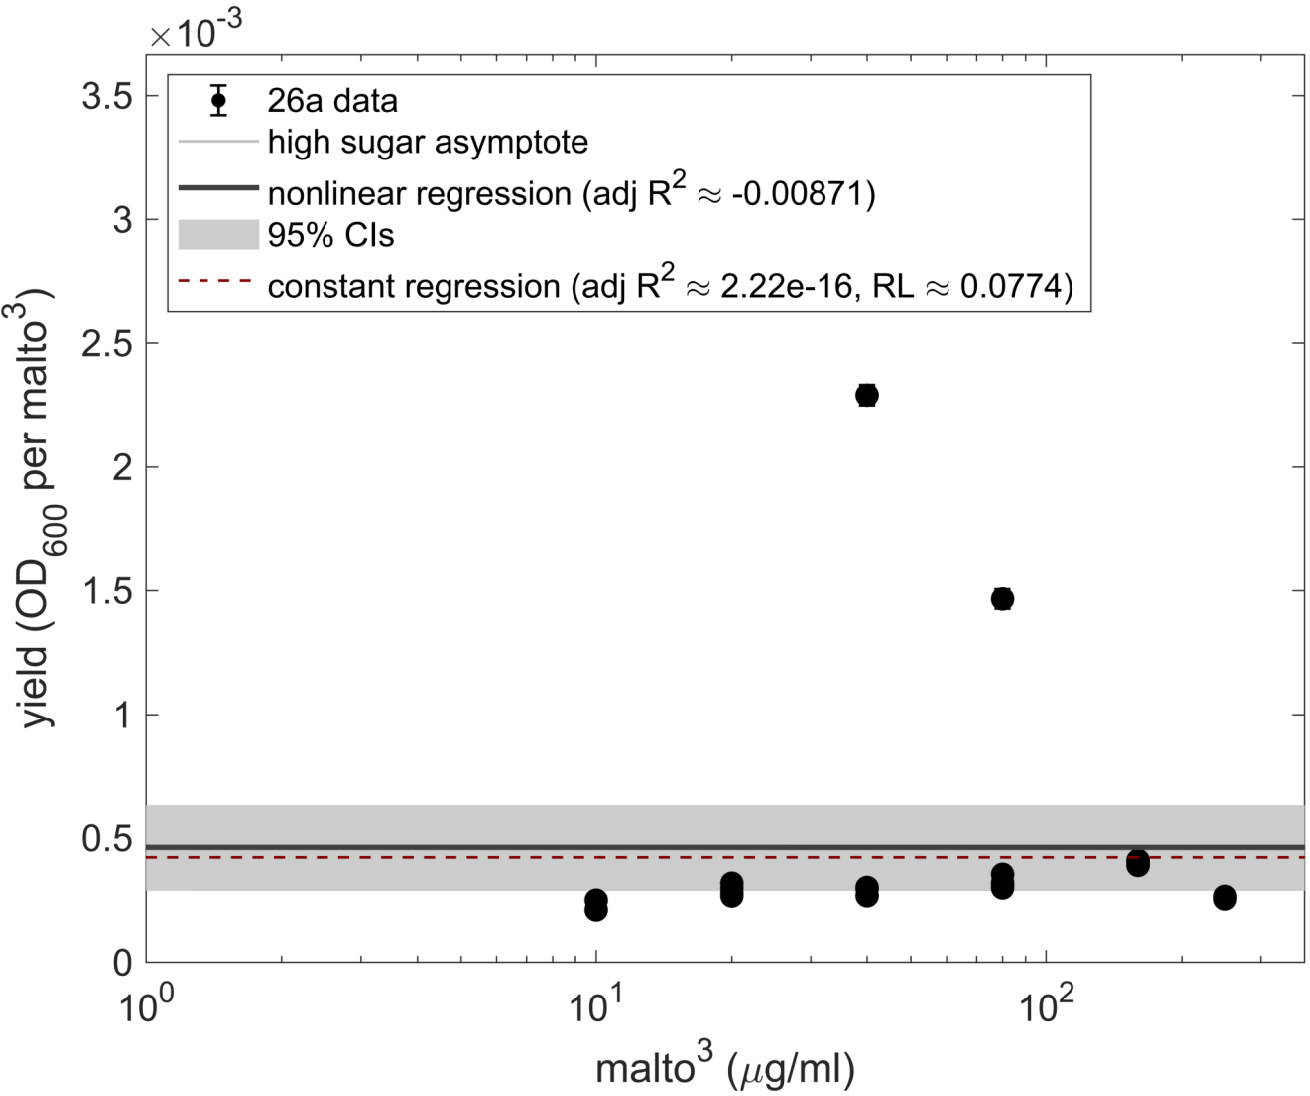 ×10⁻³
3.5
3
2.5
2
1.5
1
0.5
0
yield (OD₆₀₀ per malto³)
26a data
high sugar asymptote
nonlinear regression (adj R² ≈ -0.00871)
95% CIs
constant regression (adj R² ≈ 2.22e-16, RL ≈ 0.0774)
10⁰ 10¹ 10²
malto³ (μg/ml)